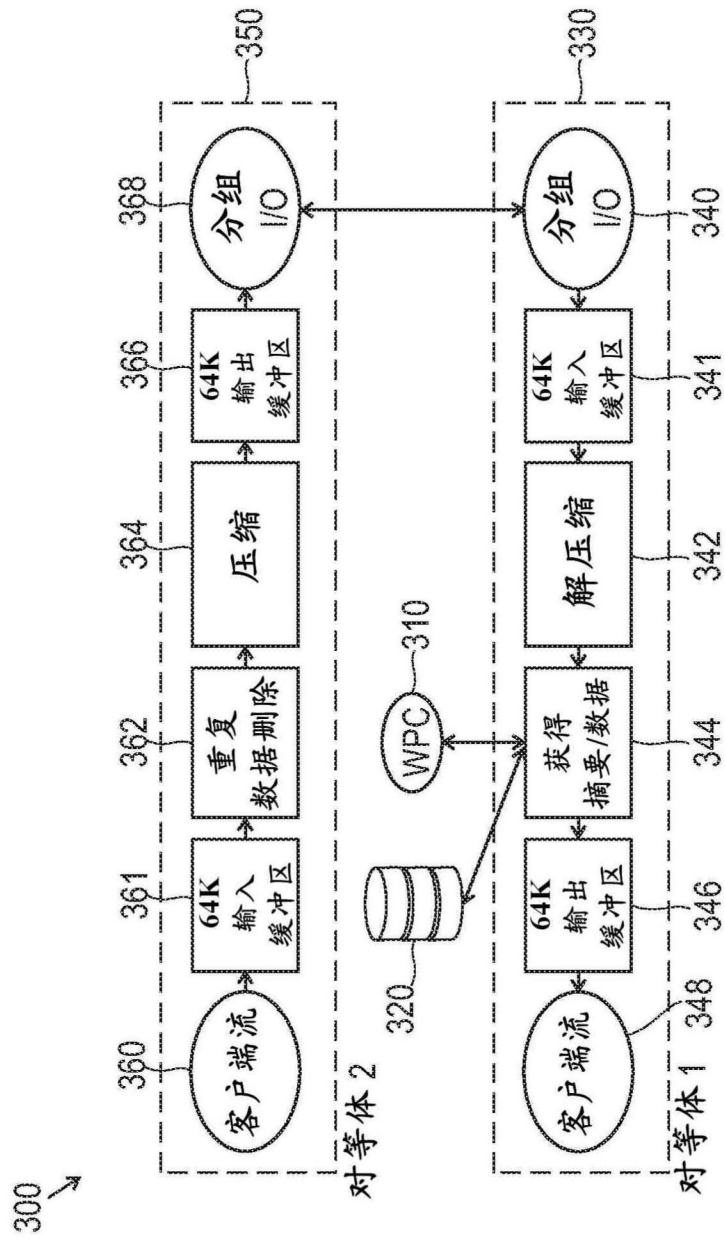 300
350
360
361
362
364
366
368
客户端流
64K
输入
缓冲区
重复
数据删除
压缩
64K
输出
缓冲区
分组
I/O
对等体 2
320
WPC
310
330
客户端流
64K
输出
缓冲区
获得
摘要/数据
解压缩
64K
输入
缓冲区
分组
I/O
对等体 1
348
346
344
342
341
340